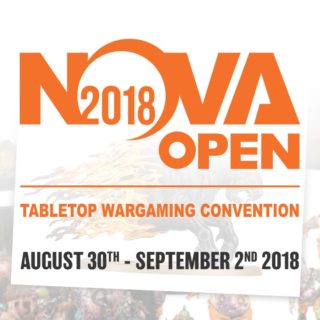 NOVA
2018
OPEN
TABLETOP WARGAMING CONVENTION
AUGUST 30TH - SEPTEMBER 2ND 2018